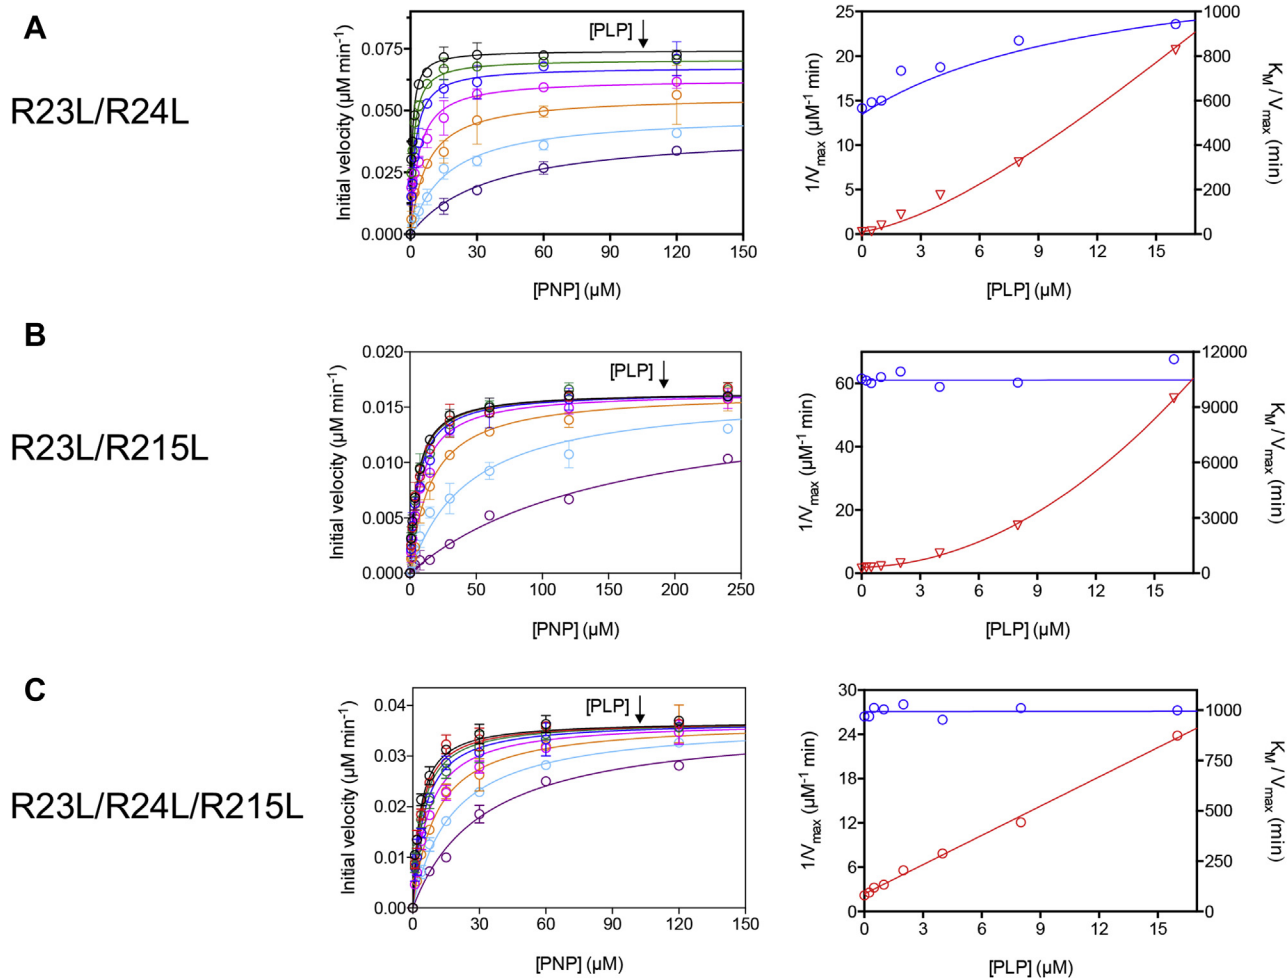 A
R23L/R24L
Initial velocity (µM min⁻¹)
0.075
0.050
0.025
0.000
[PLP]
0 30 60 90 120 150
[PNP] (µM)
1/Vmax (µM⁻¹ min)
25
20
15
10
5
0
0 3 6 9 12 15
[PLP] (µM)
1000
800
600
400
200
0
KM / Vmax (min)
B
R23L/R215L
Initial velocity (µM min⁻¹)
0.020
0.015
0.010
0.005
0.000
[PLP]
0 50 100 150 200 250
[PNP] (µM)
1/Vmax (µM⁻¹ min)
60
40
20
0
0 3 6 9 12 15
[PLP] (µM)
12000
9000
6000
3000
0
KM / Vmax (min)
C
R23L/R24L/R215L
Initial velocity (µM min⁻¹)
0.04
0.03
0.02
0.01
0.00
[PLP]
0 30 60 90 120 150
[PNP] (µM)
1/Vmax (µM⁻¹ min)
30
24
18
12
6
0
0 3 6 9 12 15
[PLP] (µM)
1000
750
500
250
0
KM / Vmax (min)